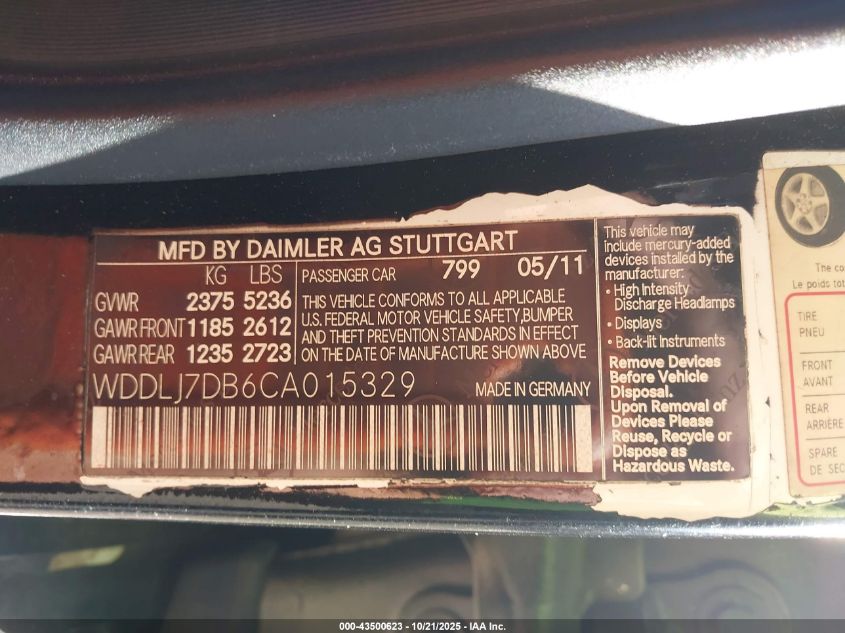 MFD BY DAIMLER AG STUTTGART
KG LBS
GVWR 2375 5236
GAWR FRONT 1185 2612
GAWR REAR 1235 2723
PASSENGER CAR 799 05/11
THIS VEHICLE CONFORMS TO ALL APPLICABLE
U.S. FEDERAL MOTOR VEHICLE SAFETY,BUMPER
AND THEFT PREVENTION STANDARDS IN EFFECT
ON THE DATE OF MANUFACTURE SHOWN ABOVE
WDDLJ7DB6CA015329 MADE IN GERMANY
This vehicle may
include mercury-added
devices installed by the
manufacturer:
• High Intensity
Discharge Headlamps
• Displays
• Back-lit Instruments
Remove Devices
Before Vehicle
Disposal.
Upon Removal of
Devices Please
Reuse, Recycle or
Dispose as
Hazardous Waste.
The co
Le poids tot
TIRE
PNEU
FRONT
AVANT
REAR
ARRIÈRE
SPARE
DE SEC
000-43500623 - 10/21/2025 - IAA Inc.